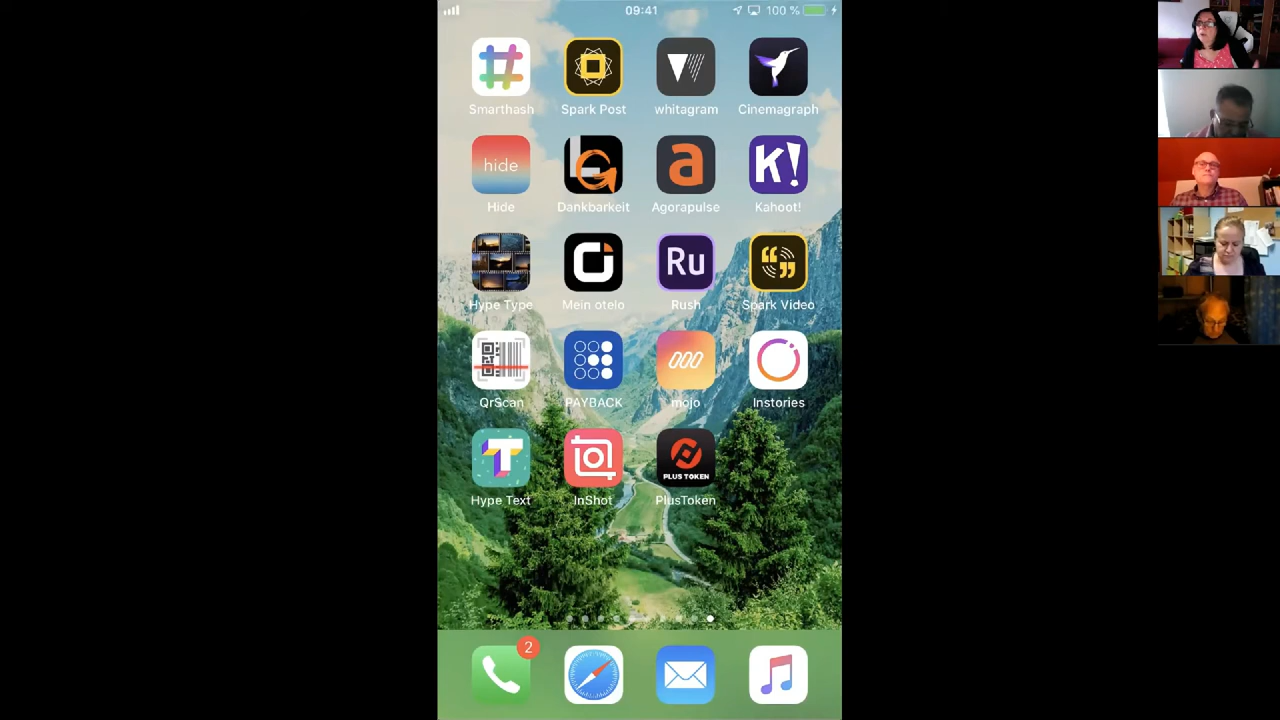 09:41 100 %
Smarthash Spark Post whitagram Cinemagraph
hide K!
Hide Dankbarkeit Agorapulse Kahoot!
Ru
Hype Type Mein otelo Rush Spark Video
QrScan PAYBACK mojo Instories
T PLUS TOKEN
Hype Text InShot PlusToken
2